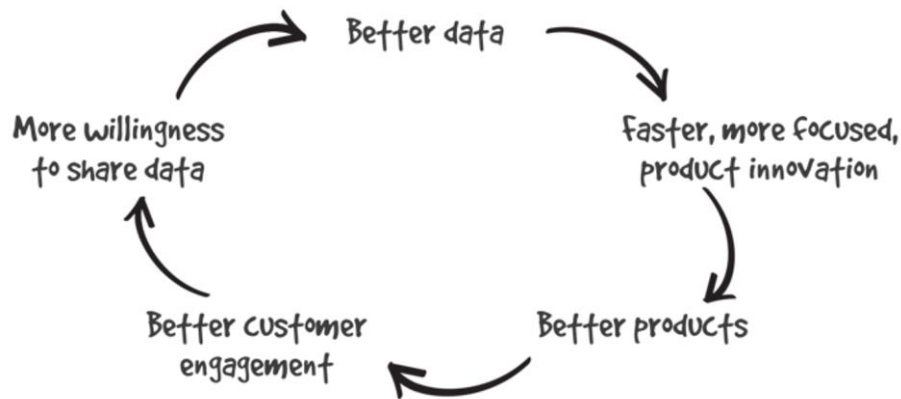 Better data
Faster, more focused,
product innovation
Better products
Better customer
engagement
More willingness
to share data